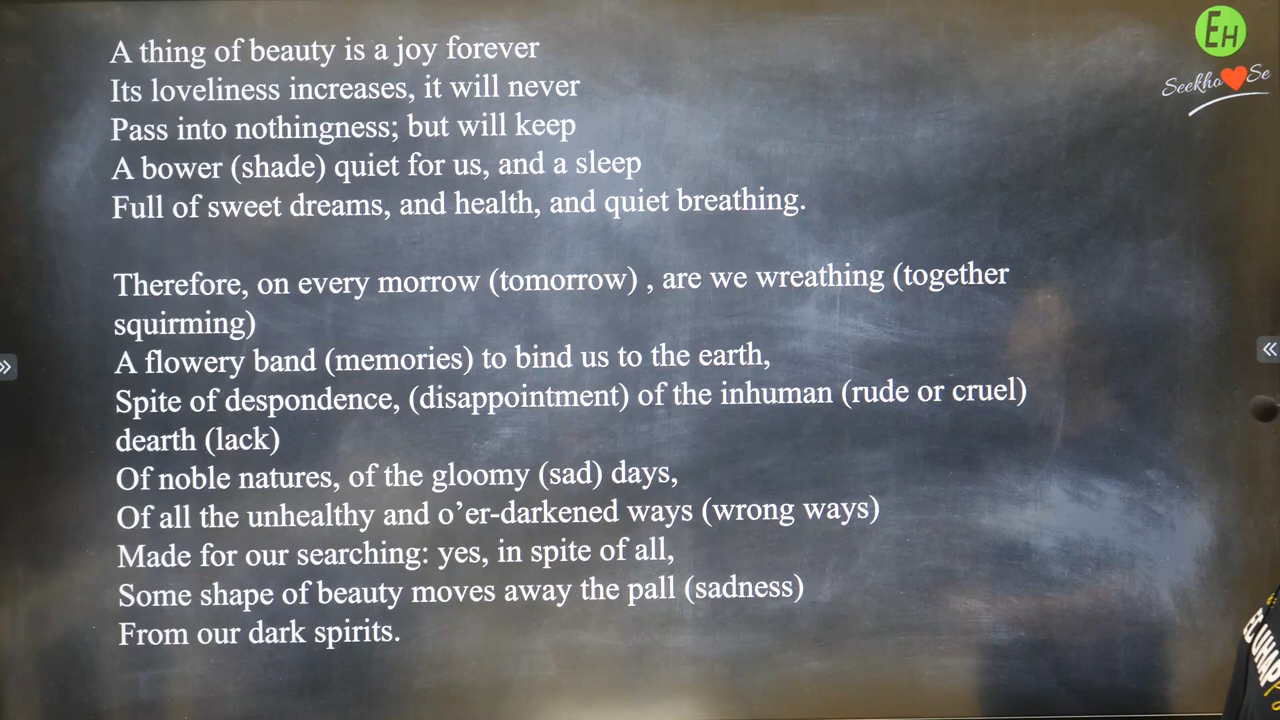 A thing of beauty is a joy forever
Its loveliness increases, it will never
Pass into nothingness; but will keep
A bower (shade) quiet for us, and a sleep
Full of sweet dreams, and health, and quiet breathing.
Therefore, on every morrow (tomorrow) , are we wreathing (together
squirming)
A flowery band (memories) to bind us to the earth,
Spite of despondence, (disappointment) of the inhuman (rude or cruel)
dearth (lack)
Of noble natures, of the gloomy (sad) days,
Of all the unhealthy and o’er-darkened ways (wrong ways)
Made for our searching: yes, in spite of all,
Some shape of beauty moves away the pall (sadness)
From our dark spirits.
EH
Seekho ❤️ Se